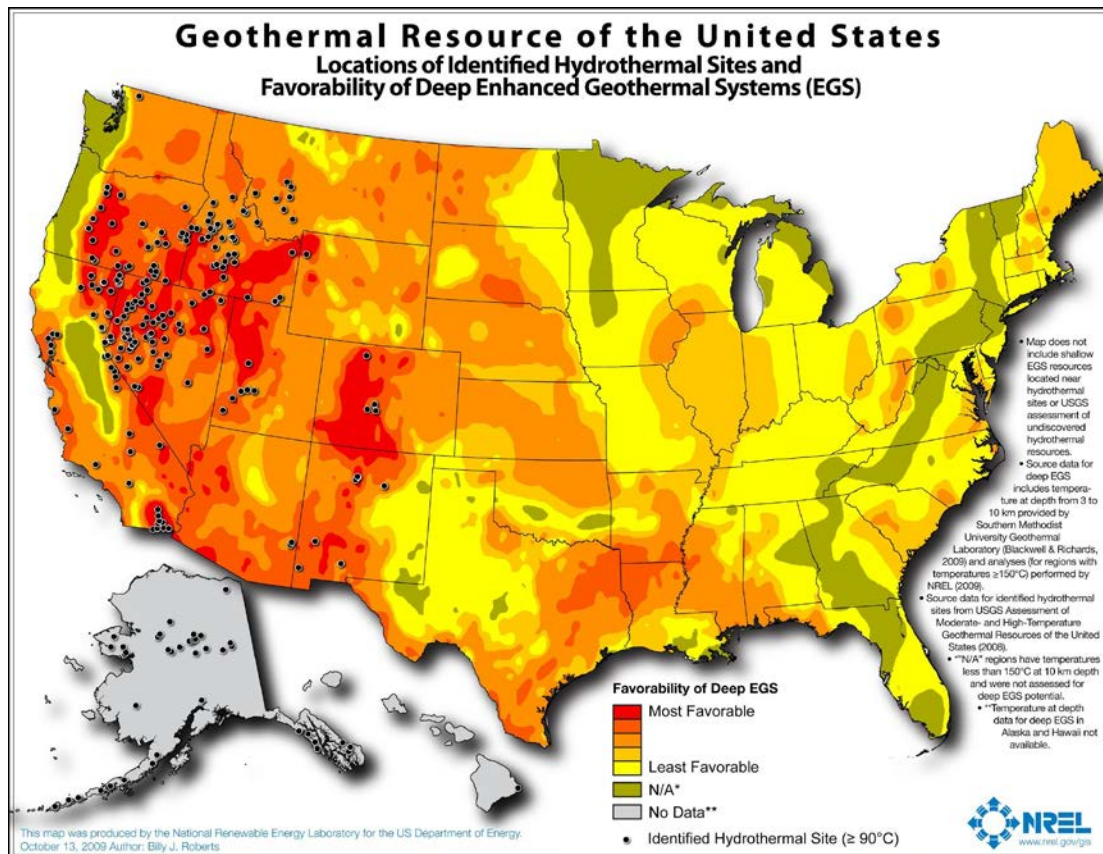 Geothermal Resource of the United States
Locations of Identified Hydrothermal Sites and
Favorability of Deep Enhanced Geothermal Systems (EGS)
• Map does not
include shallow
EGS resources
located near
hydrothermal
sites or USGS
assessment of
undiscovered
hydrothermal
resources.
• Source data for
deep EGS
includes tempera-
ture at depth from 3 to
10 km provided by
Southern Methodist
University Geothermal
Laboratory (Blackwell & Richards,
2009) and analyses (for regions with
temperatures ≥150°C) performed by
NREL (2009).
• Source data for identified hydrothermal
sites from USGS Assessment of
Moderate- and High-Temperature
Geothermal Resources of the United
States (2008).
• *"N/A" regions have temperatures
less than 150°C at 10 km depth
and were not assessed for
deep EGS potential.
• **Temperature at depth
data for deep EGS in
Alaska and Hawaii not
available.
Favorability of Deep EGS
Most Favorable
Least Favorable
N/A*
No Data**
Identified Hydrothermal Site (≥ 90°C)
This map was produced by the National Renewable Energy Laboratory for the US Department of Energy.
October 13, 2009 Author: Billy J. Roberts
NREL
www.nrel.gov/gis